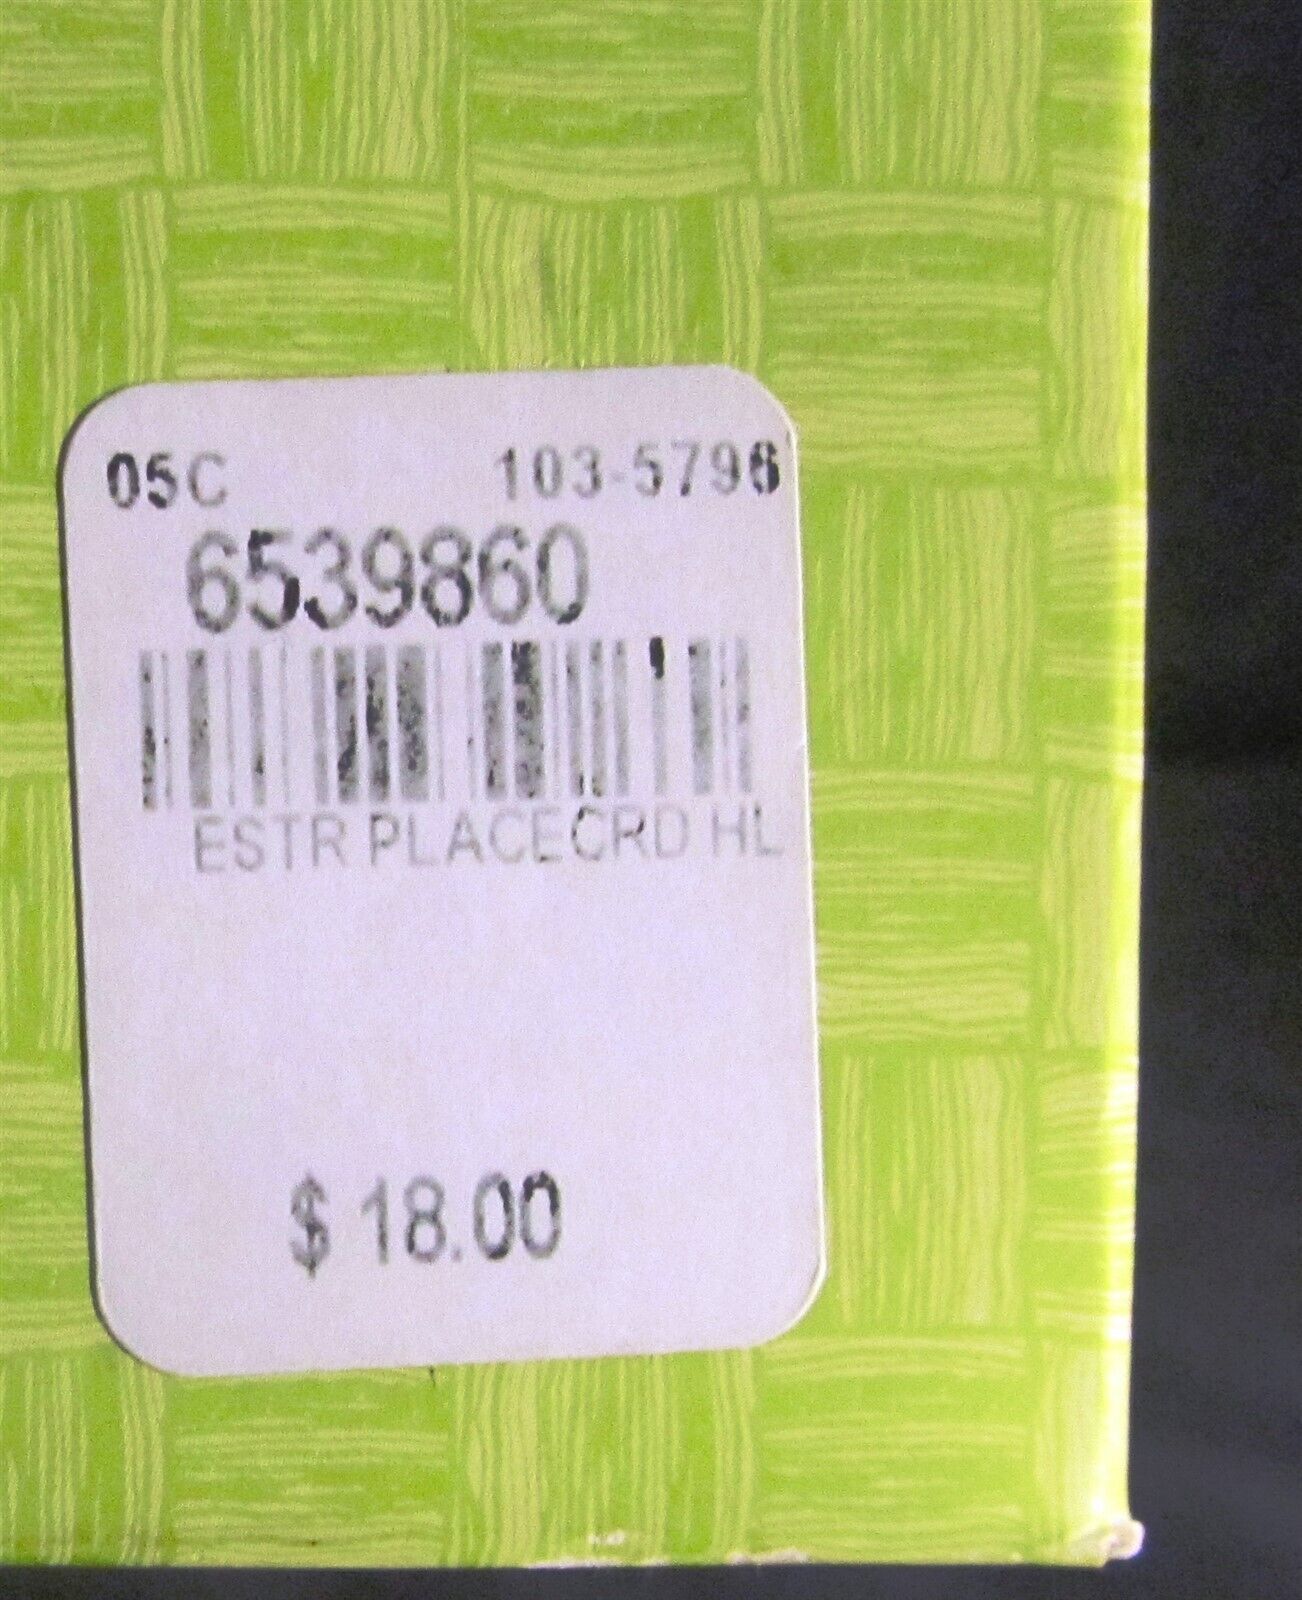 05C 103-5796
6539860
ESTR PLACECRD HL
$ 18.00